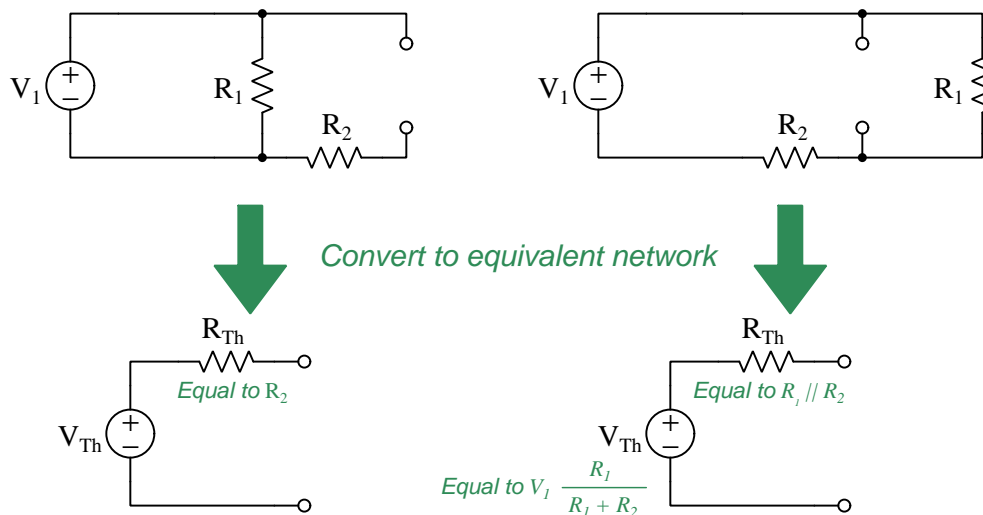 V1
R1
R2
V1
R2
R1
Convert to equivalent network
RTh
Equal to R2
VTh
RTh
Equal to R1 // R2
VTh
Equal to V1 R1 / R1 + R2